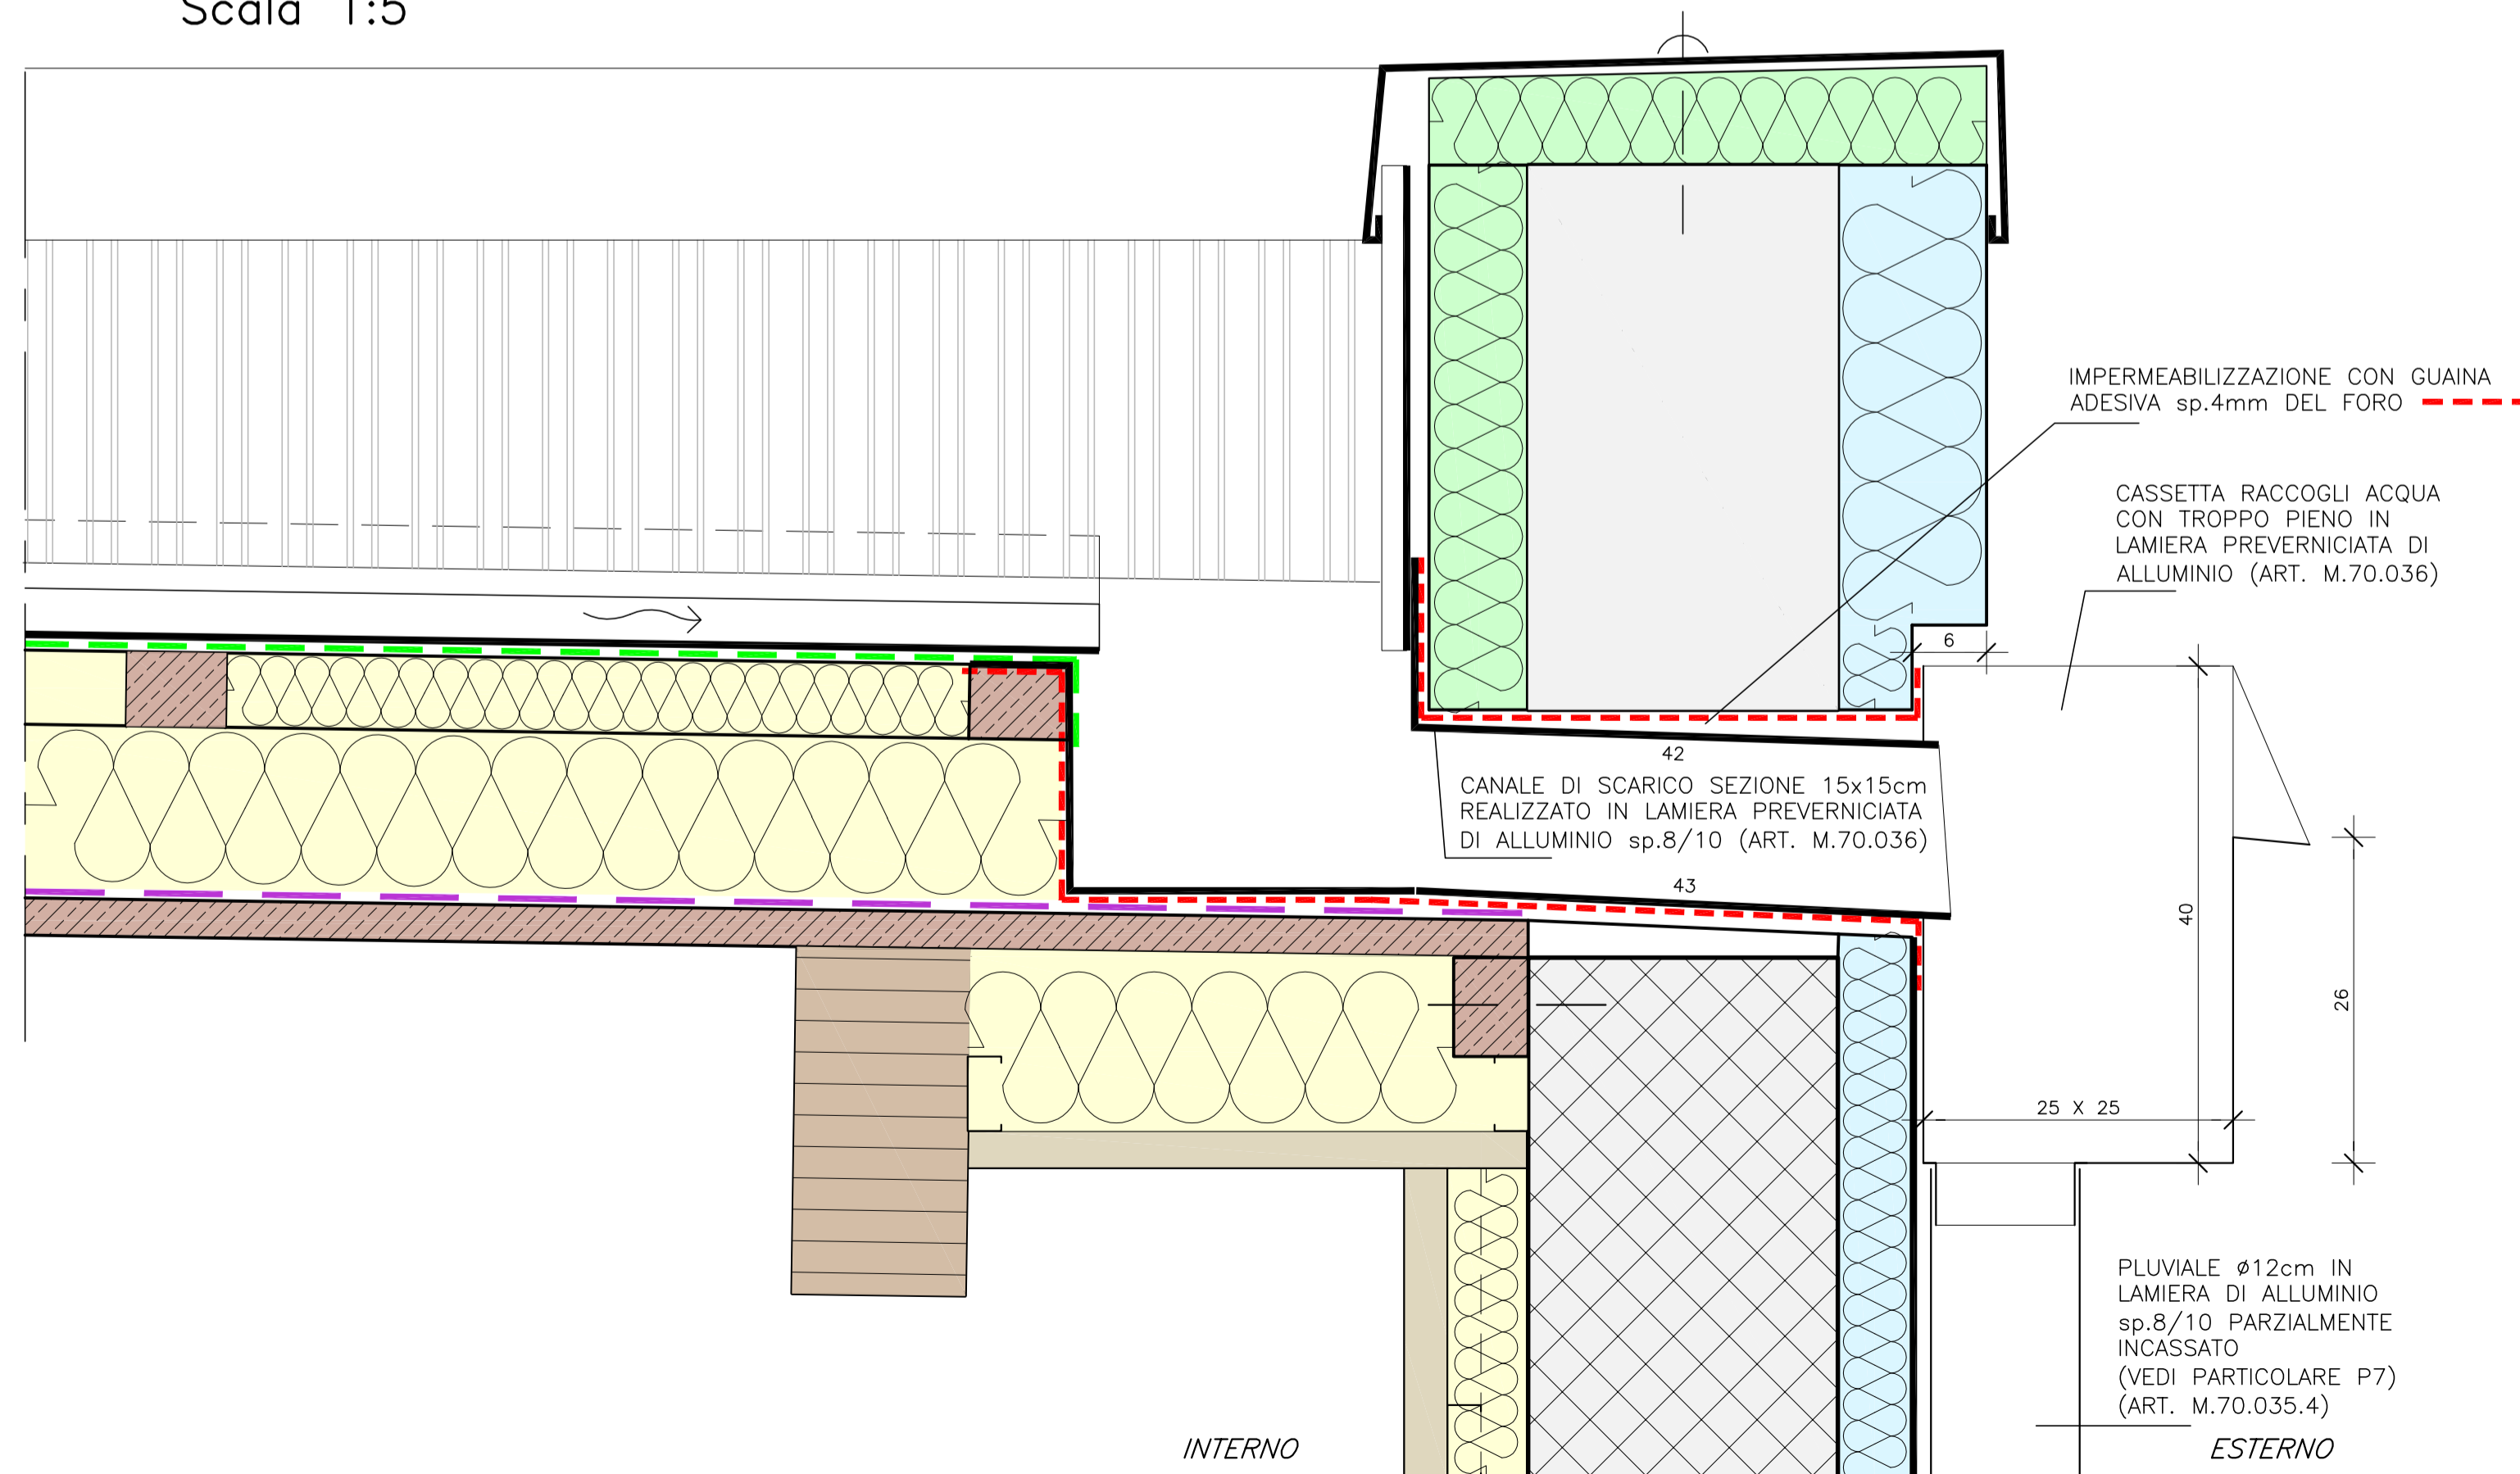 Scala 1:5
IMPERMEABILIZZAZIONE CON GUAINA
ADESIVA sp.4mm DEL FORO
CASSETTA RACCOGLI ACQUA
CON TROPPO PIENO IN
LAMIERA PREVERNICIATA DI
ALLUMINIO (ART. M.70.036)
6
42
CANALE DI SCARICO SEZIONE 15x15cm
REALIZZATO IN LAMIERA PREVERNICIATA
DI ALLUMINIO sp.8/10 (ART. M.70.036)
43
40
26
25 X 25
PLUVIALE ø12cm IN
LAMIERA DI ALLUMINIO
sp.8/10 PARZIALMENTE
INCASSATO
(VEDI PARTICOLARE P7)
(ART. M.70.035.4)
INTERNO
ESTERNO